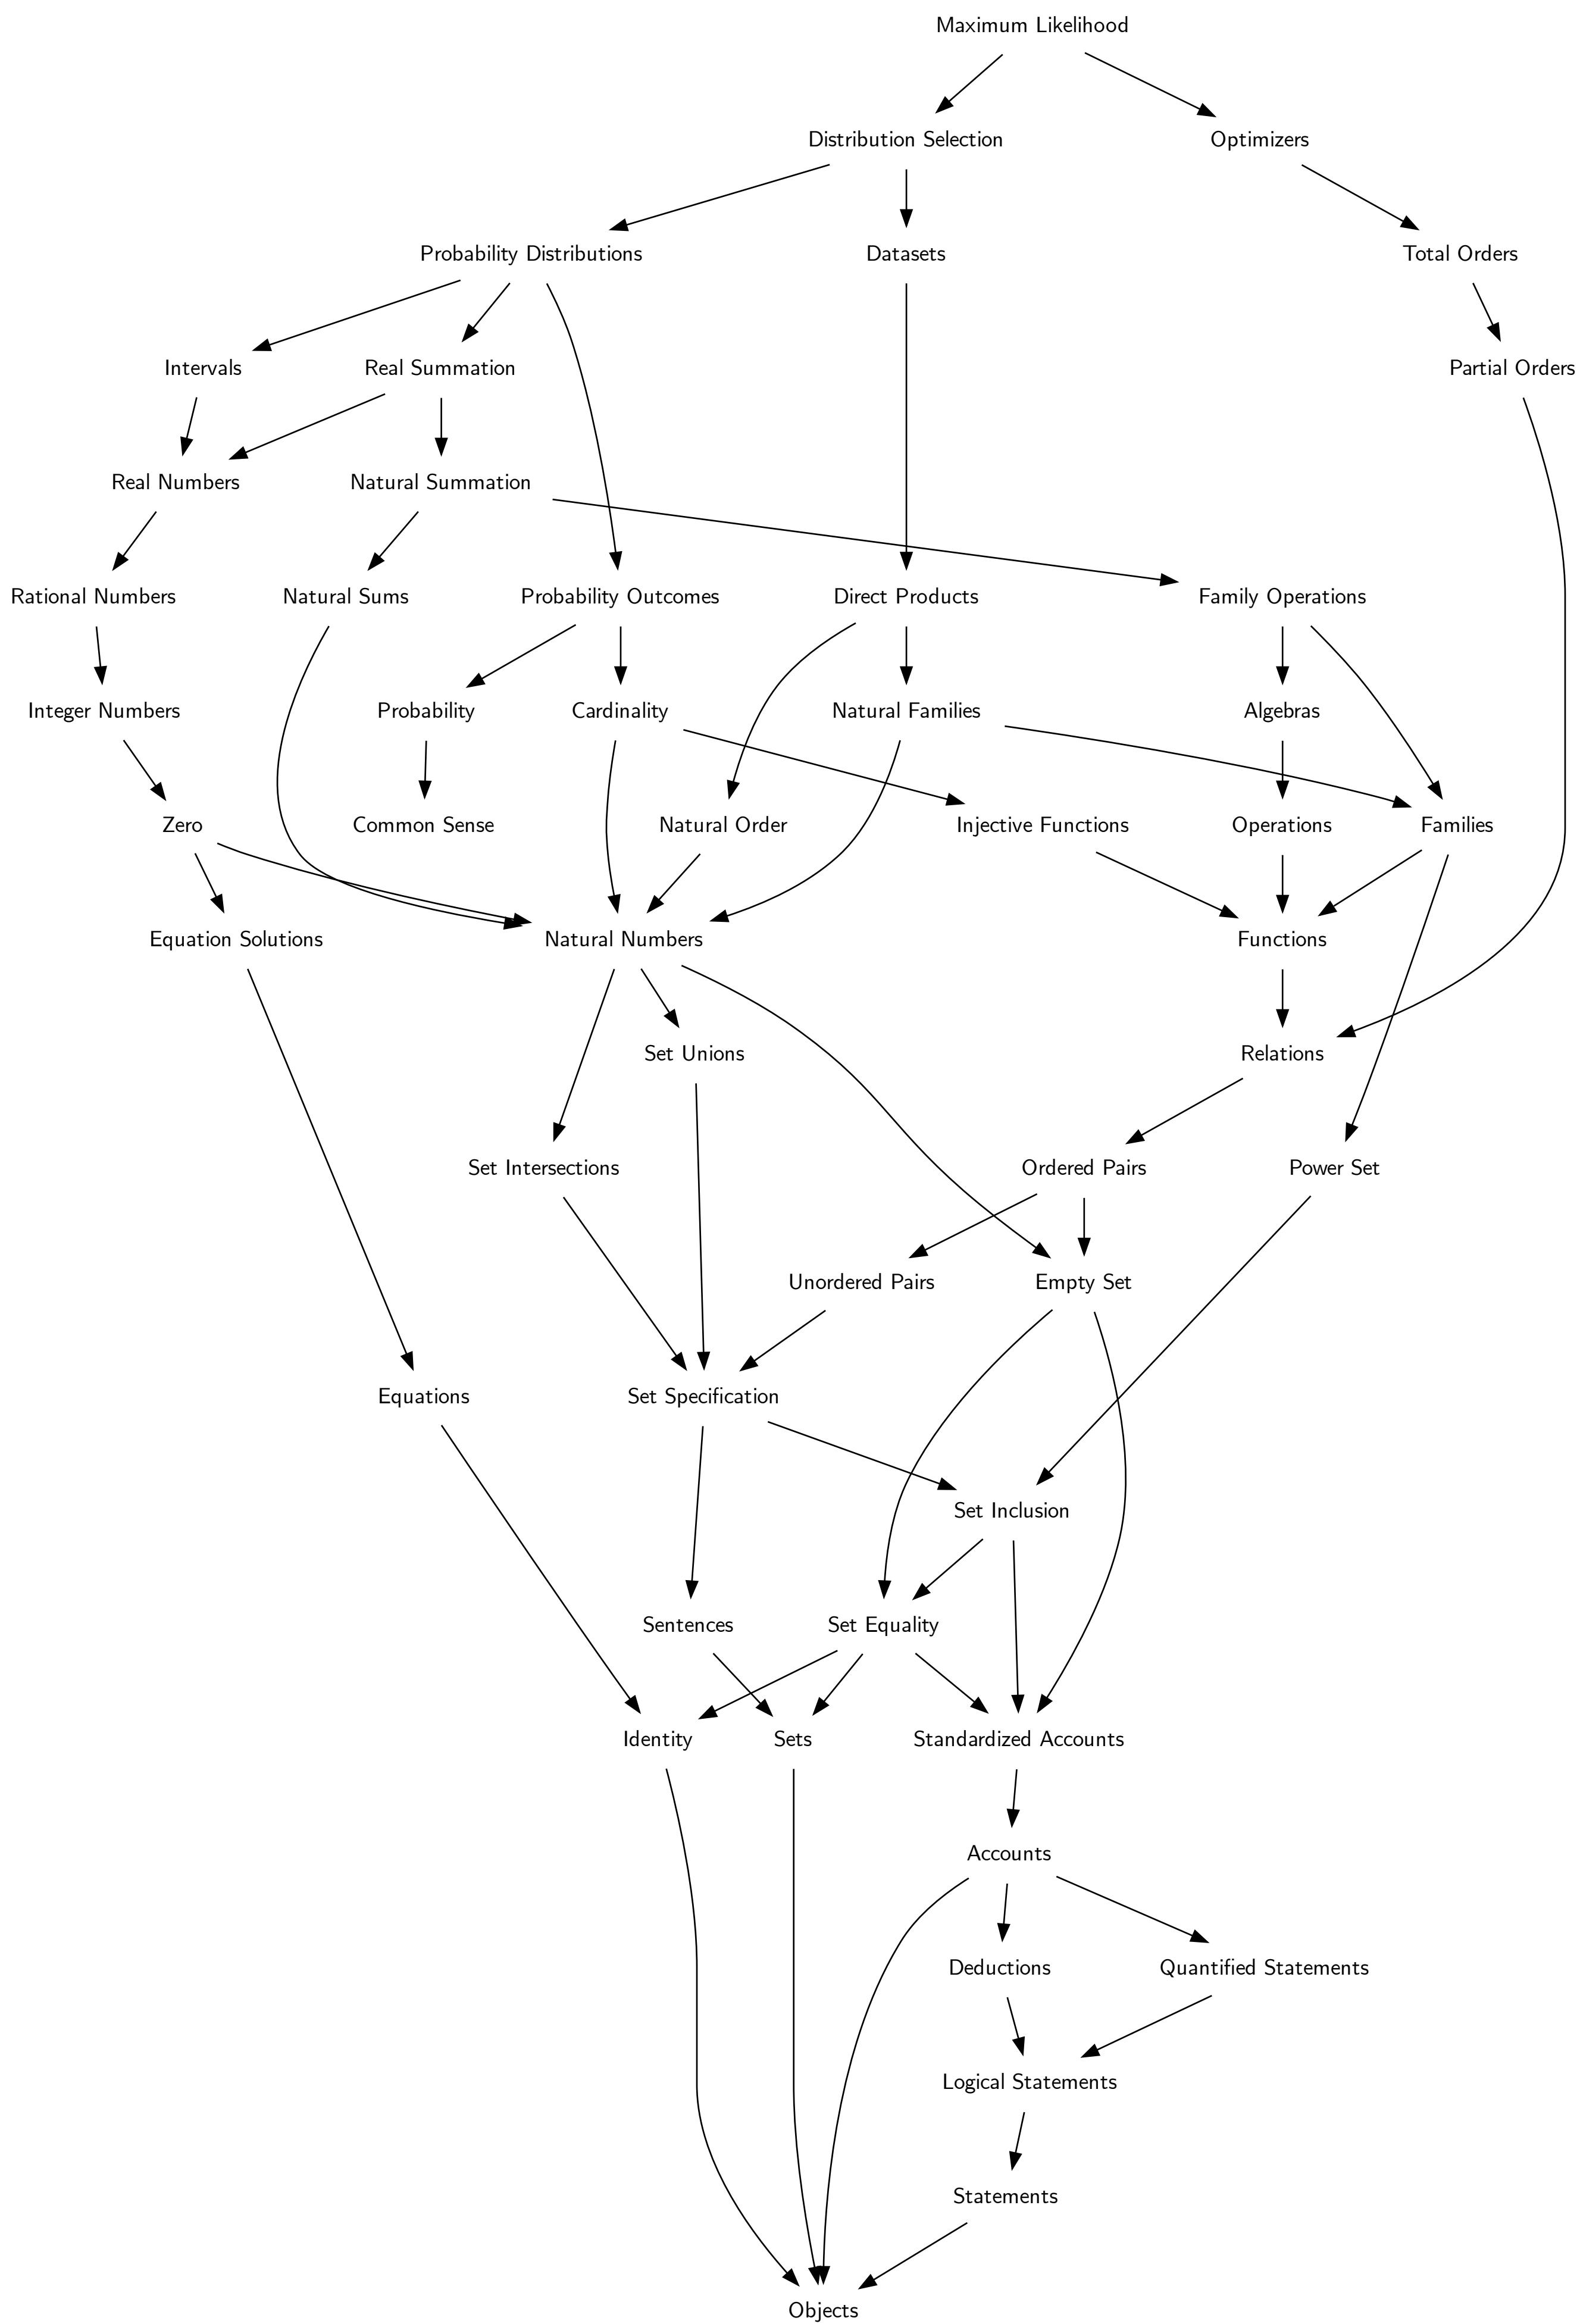 Maximum Likelihood
Distribution Selection
Optimizers
Probability Distributions
Datasets
Total Orders
Intervals
Real Summation
Partial Orders
Real Numbers
Natural Summation
Rational Numbers
Natural Sums
Probability Outcomes
Direct Products
Family Operations
Integer Numbers
Probability
Cardinality
Natural Families
Algebras
Zero
Common Sense
Natural Order
Injective Functions
Operations
Families
Equation Solutions
Natural Numbers
Functions
Set Unions
Relations
Set Intersections
Ordered Pairs
Power Set
Unordered Pairs
Empty Set
Equations
Set Specification
Set Inclusion
Sentences
Set Equality
Identity
Sets
Standardized Accounts
Accounts
Deductions
Quantified Statements
Logical Statements
Statements
Objects